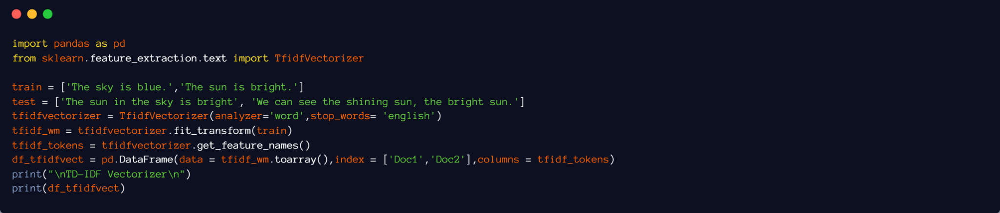 import pandas as pd
from sklearn.feature_extraction.text import TfidfVectorizer
train = ['The sky is blue.','The sun is bright.']
test = ['The sun in the sky is bright', 'We can see the shining sun, the bright sun.']
tfidfvectorizer = TfidfVectorizer(analyzer='word',stop_words= 'english')
tfidf_wm = tfidfvectorizer.fit_transform(train)
tfidf_tokens = tfidfvectorizer.get_feature_names()
df_tfidfvect = pd.DataFrame(data = tfidf_wm.toarray(),index = ['Doc1','Doc2'],columns = tfidf_tokens)
print("\nTD-IDF Vectorizer\n")
print(df_tfidfvect)